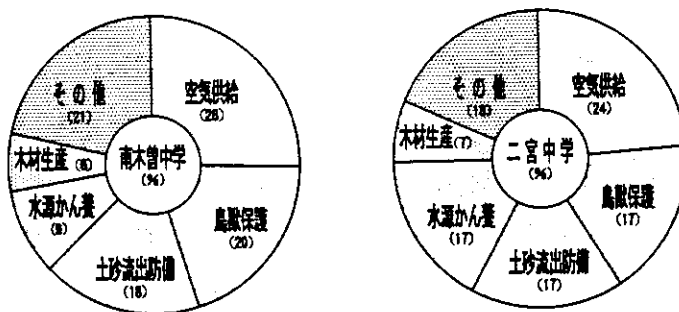 その他
(21)
空気供給
(26)
木材生産 (6)
南木曽中学
(%)
水源かん養
(9)
鳥獣保護
(20)
土砂流出防備
(18)
その他
(18)
空気供給
(24)
木材生産(7)
二宮中学
(%)
水源かん養
(17)
鳥獣保護
(17)
土砂流出防備
(17)